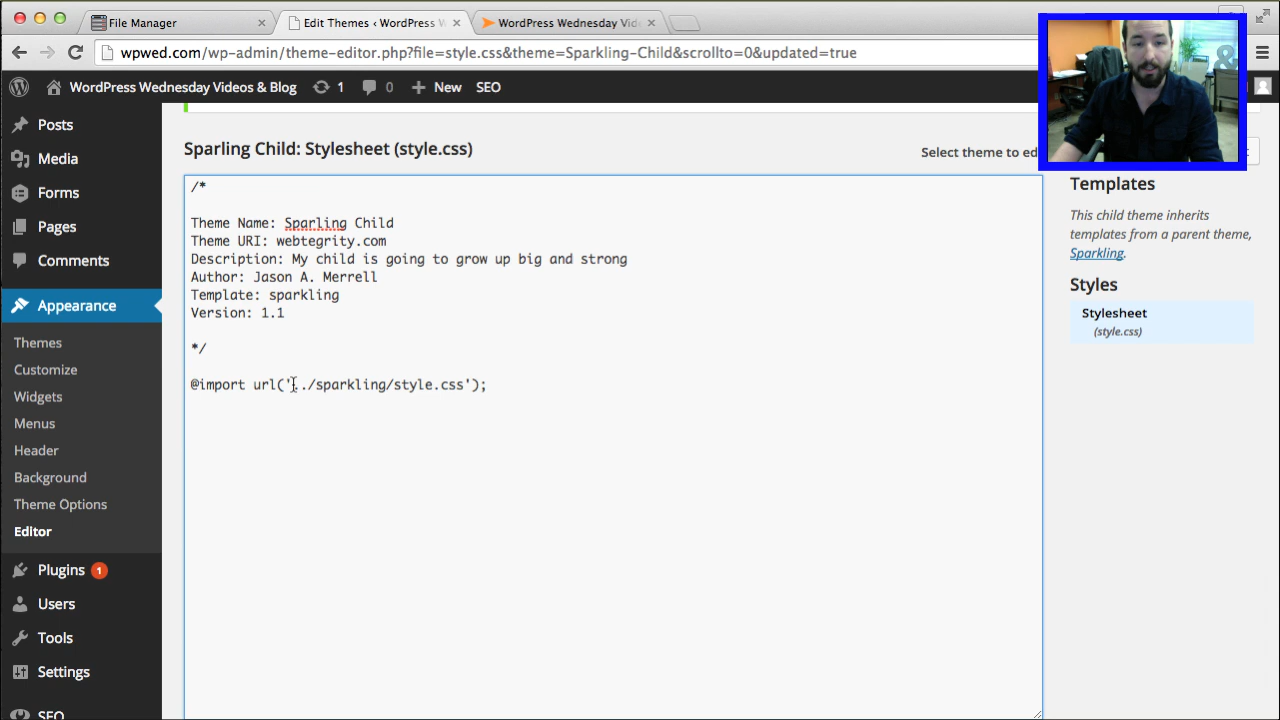 File Manager
Edit Themes ‹ WordPress W
WordPress Wednesday Vide
wpwed.com/wp-admin/theme-editor.php?file=style.css&theme=Sparkling-Child&scrollto=0&updated=true
WordPress Wednesday Videos & Blog 1 0 New SEO
Posts
Media
Forms
Pages
Comments
Appearance
Themes
Customize
Widgets
Menus
Header
Background
Theme Options
Editor
Plugins 1
Users
Tools
Settings
SEO
Sparling Child: Stylesheet (style.css)
Select theme to ed
/*
Theme Name: Sparling Child
Theme URI: webtegrity.com
Description: My child is going to grow up big and strong
Author: Jason A. Merrell
Template: sparkling
Version: 1.1
*/
@import url('../sparkling/style.css');
Templates
This child theme inherits
templates from a parent theme,
Sparkling.
Styles
Stylesheet
(style.css)